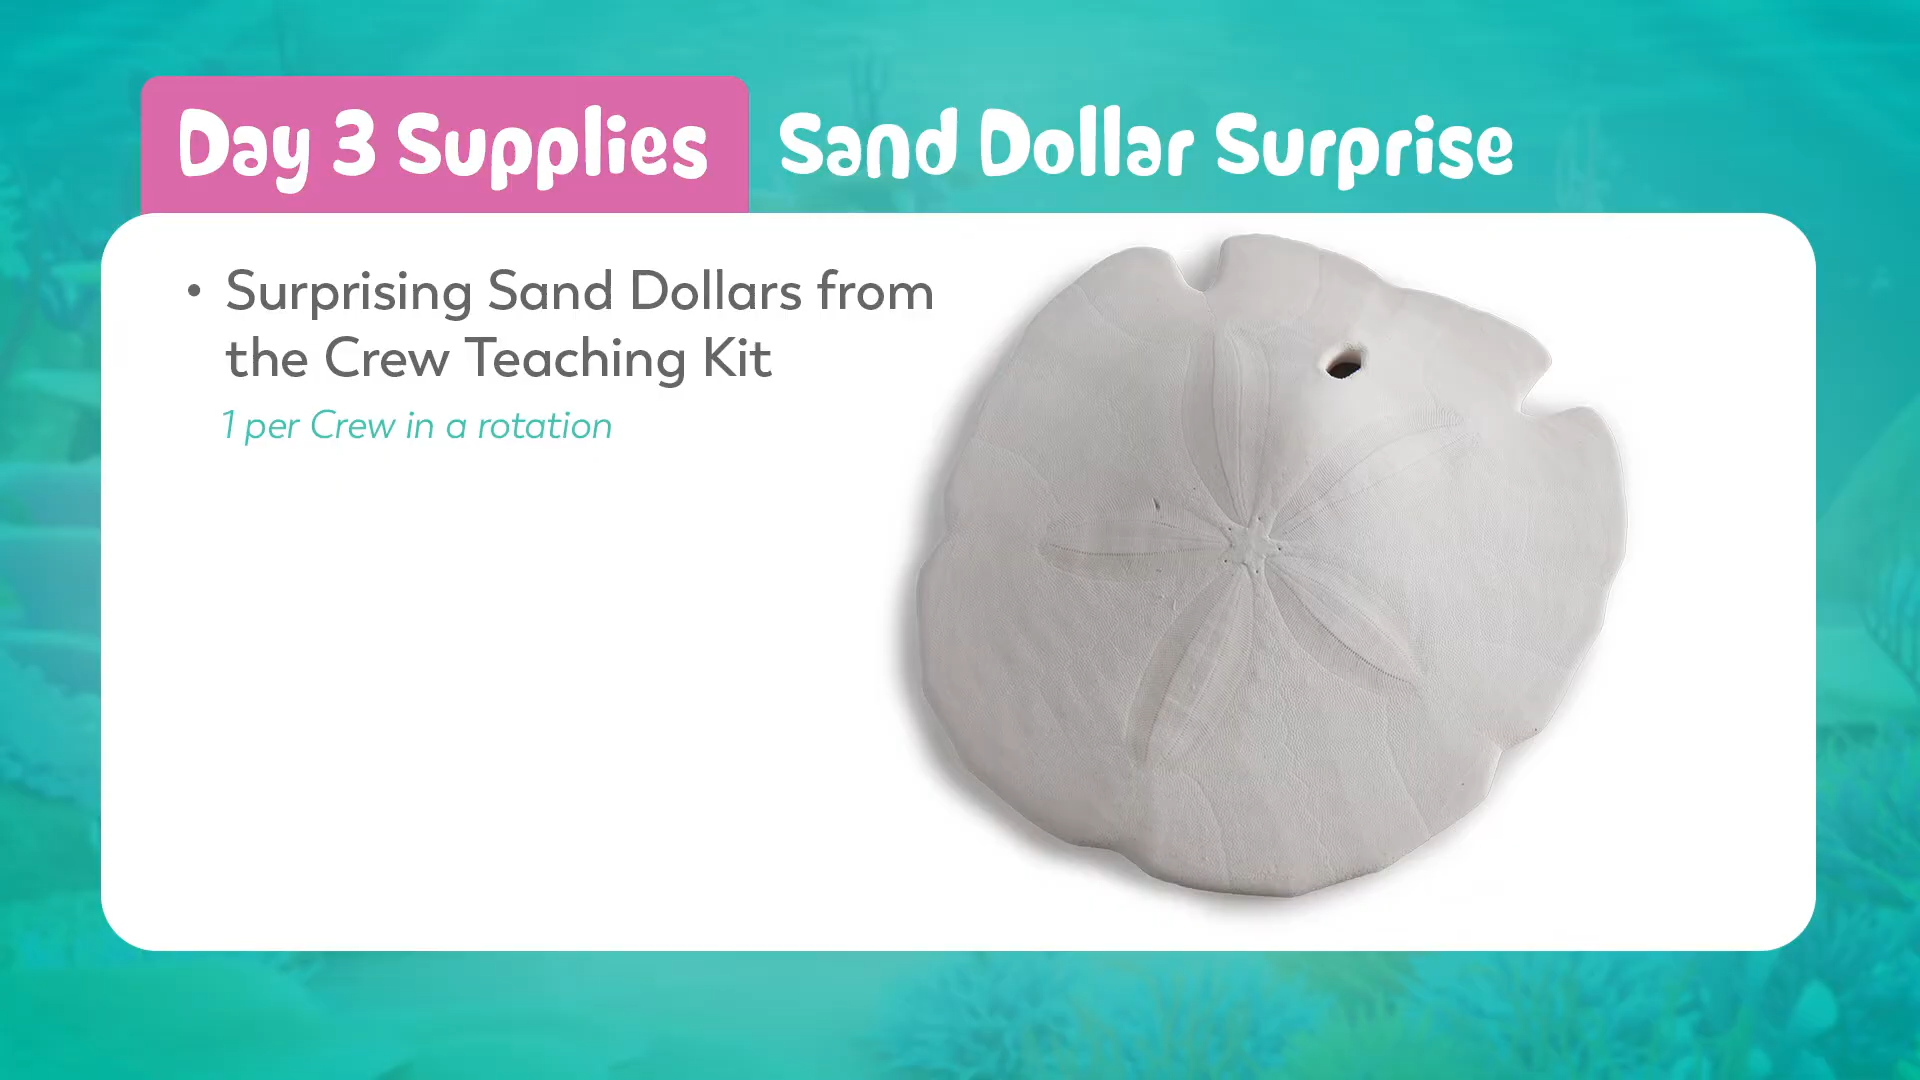 Day 3 Supplies
Sand Dollar Surprise
• Surprising Sand Dollars from
the Crew Teaching Kit
1 per Crew in a rotation